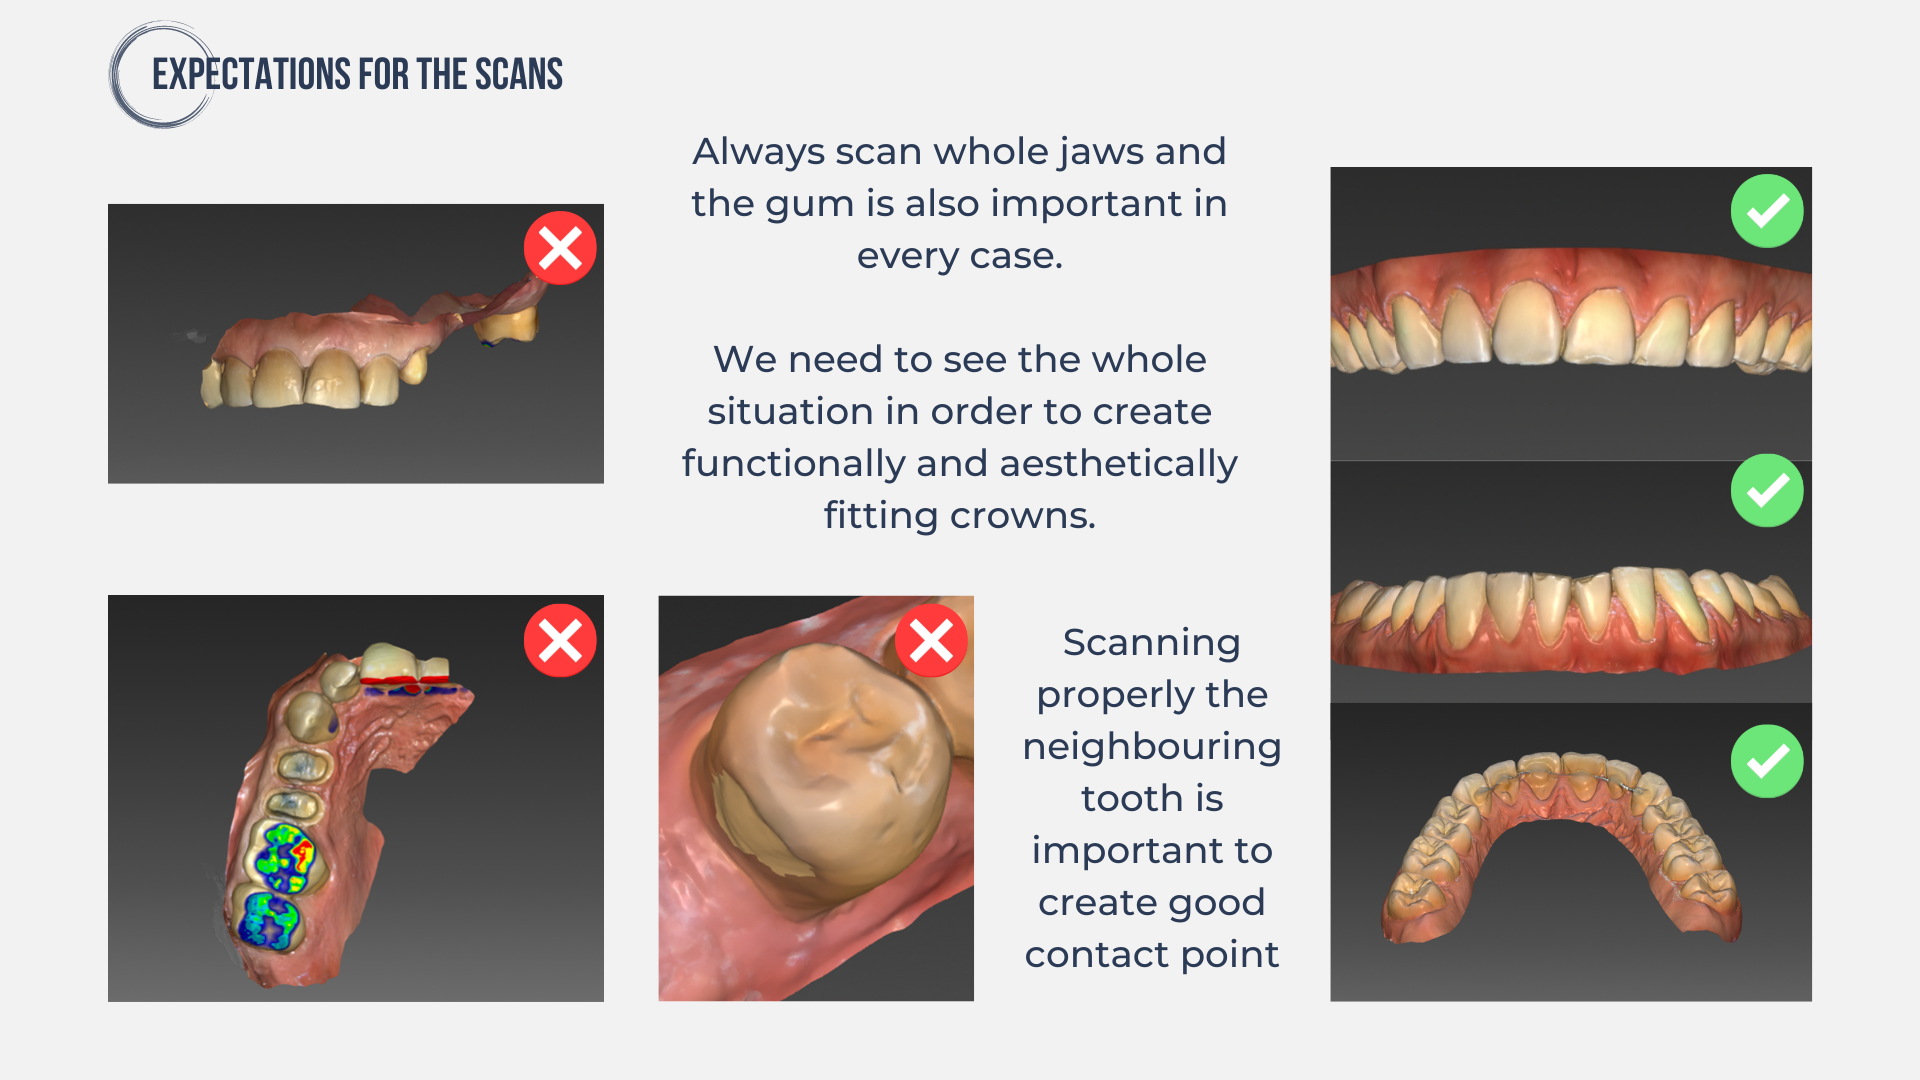 EXPECTATIONS FOR THE SCANS
Always scan whole jaws and
the gum is also important in
every case.
We need to see the whole
situation in order to create
functionally and aesthetically
fitting crowns.
Scanning
properly the
neighbouring
tooth is
important to
create good
contact point